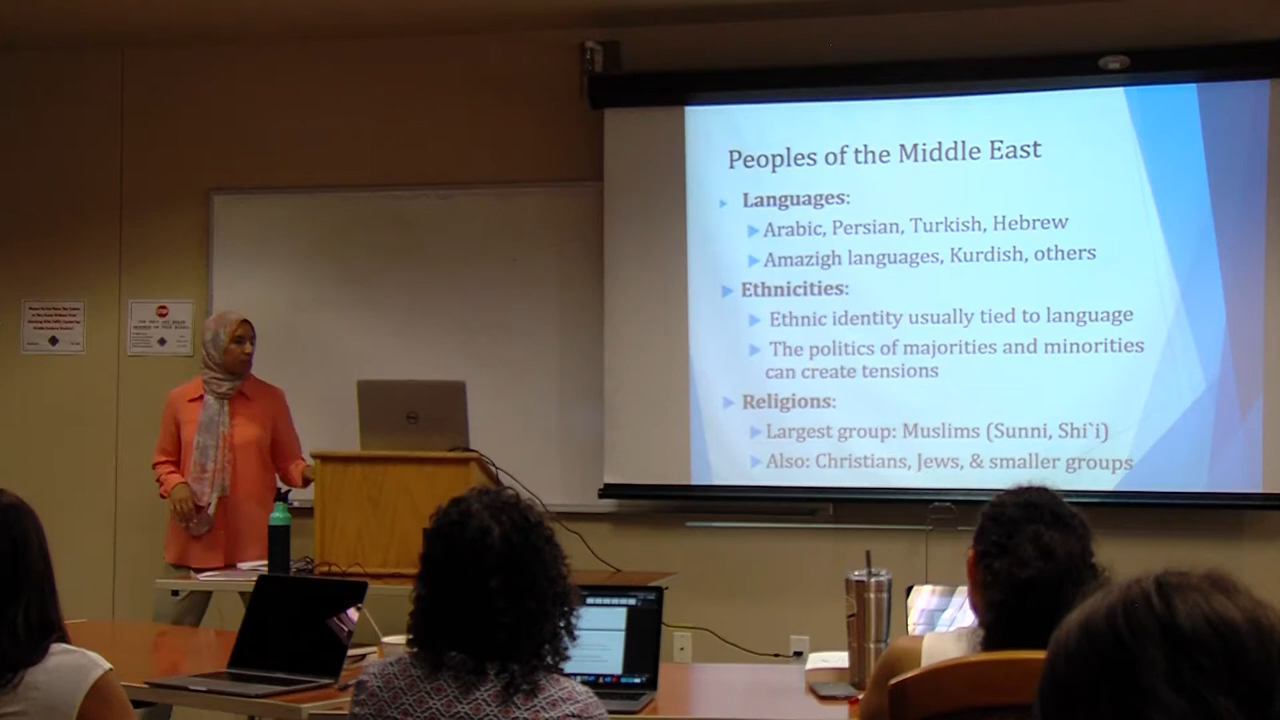 Peoples of the Middle East
Languages:
Arabic, Persian, Turkish, Hebrew
Amazigh languages, Kurdish, others
Ethnicities:
Ethnic identity usually tied to language
The politics of majorities and minorities
can create tensions
Religions:
Largest group: Muslims (Sunni, Shi`i)
Also: Christians, Jews, & smaller groups
STOP
DELL